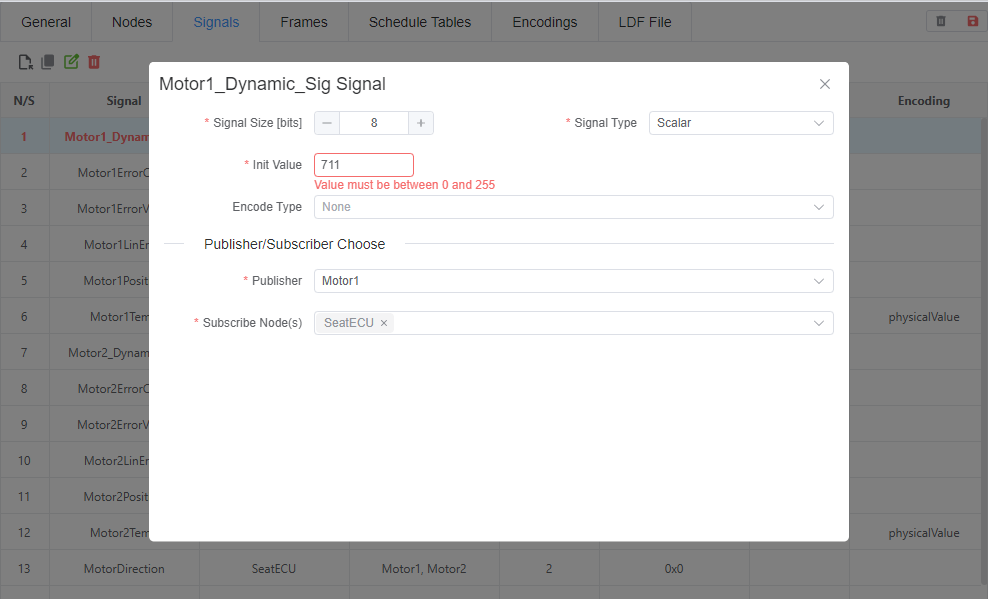 General Nodes Signals Frames Schedule Tables Encodings LDF File
Motor1_Dynamic_Sig Signal
N/S Signal Encoding
* Signal Size [bits] 8 * Signal Type Scalar
1 Motor1_Dynam
* Init Value 711
2 Motor1ErrorC
Value must be between 0 and 255
3 Motor1ErrorV Encode Type None
4 Motor1LinEr Publisher/Subscriber Choose
5 Motor1Posit * Publisher Motor1
6 Motor1Tem * Subscribe Node(s) SeatECU physicalValue
7 Motor2_Dynam
8 Motor2ErrorC
9 Motor2ErrorV
10 Motor2LinEr
11 Motor2Posit
12 Motor2Tem physicalValue
13 MotorDirection SeatECU Motor1, Motor2 2 0x0